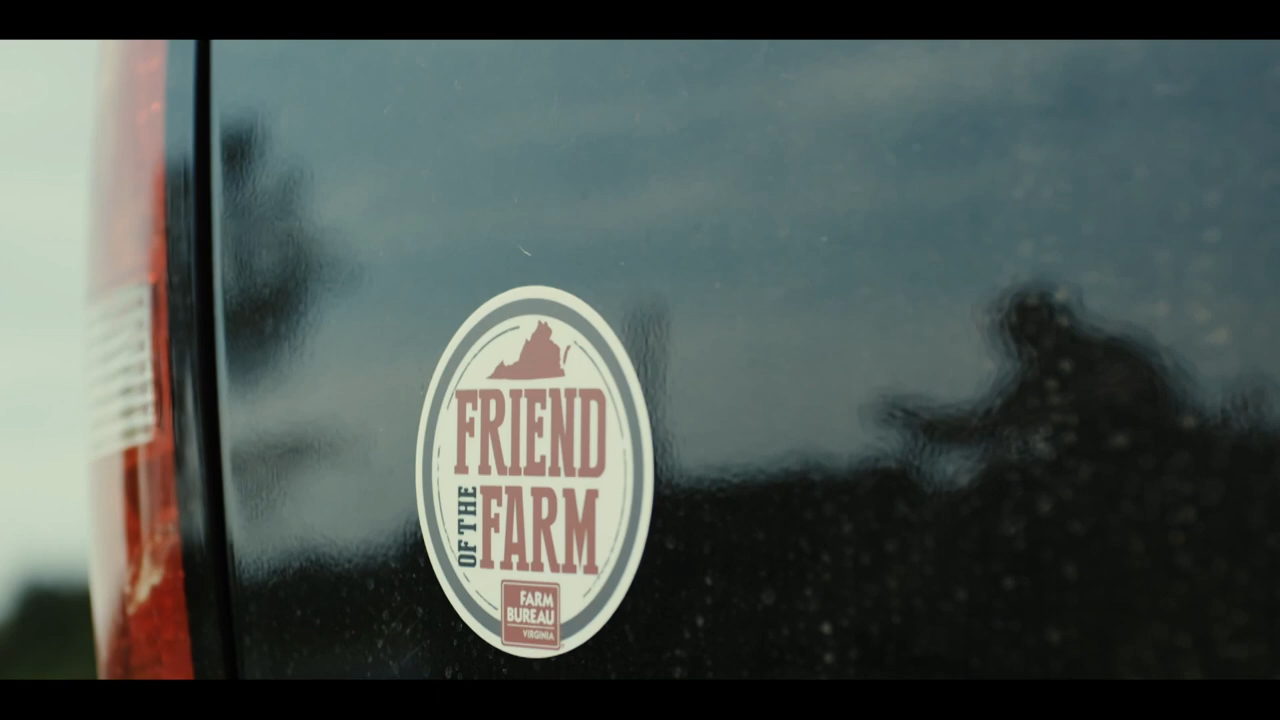 FRIEND
OF THE
FARM
FARM
BUREAU
VIRGINIA